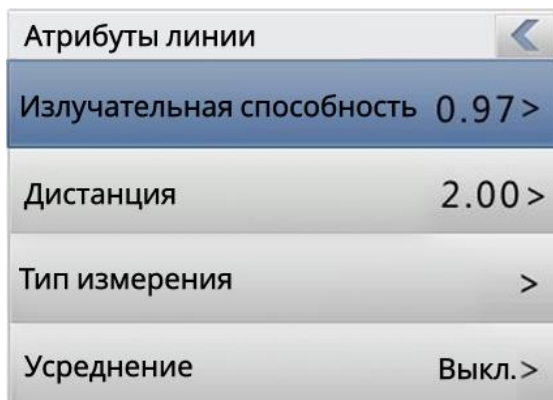 Атрибуты линии
Излучательная способность 0.97>
Дистанция 2.00>
Тип измерения >
Усреднение Выкл.>